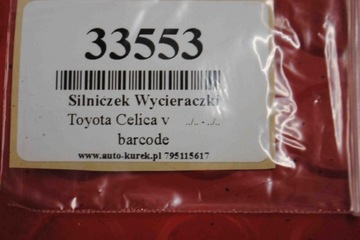 33553
Silniczek Wycieraczki
Toyota Celica v ../.. - ../..
barcode
www.auto-kurek.pl 795115617